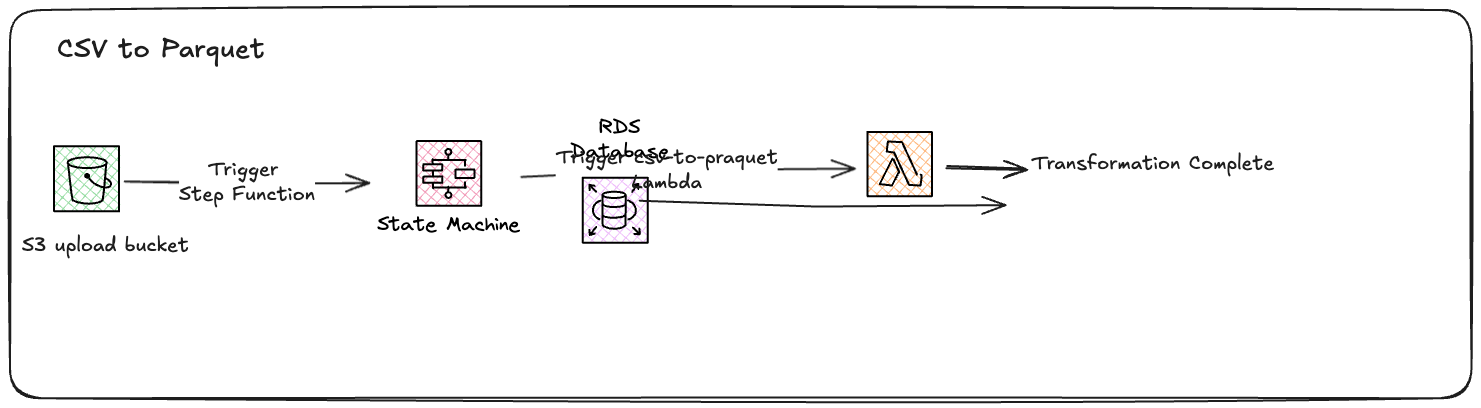 CSV to Parquet
Trigger
Step Function
S3 upload bucket
State Machine
RDS
Database
Trigger csv-to-praquet
Lambda
Transformation Complete